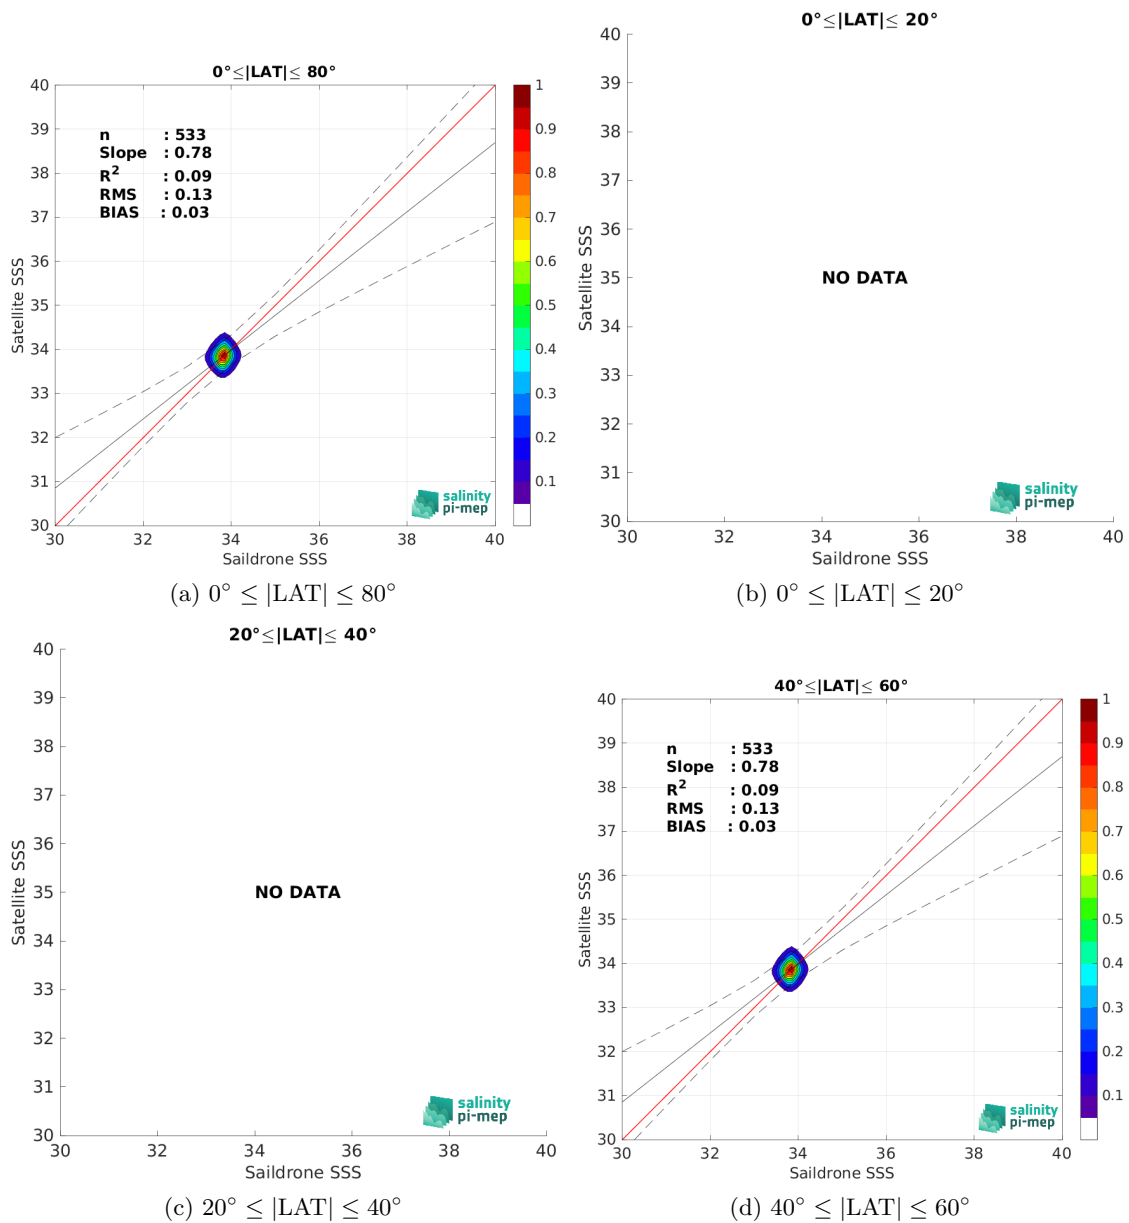 0°≤|LAT|≤ 80°
40
39
38
37
36
35
34
33
32
31
30
n : 533
Slope : 0.78
R² : 0.09
RMS : 0.13
BIAS : 0.03
Satellite SSS
salinity
pi-mep
30 32 34 36 38 40
Saildrone SSS
1
0.9
0.8
0.7
0.6
0.5
0.4
0.3
0.2
0.1
(a) 0° ≤ |LAT| ≤ 80°
0°≤|LAT|≤ 20°
40
39
38
37
36
35
34
33
32
31
30
Satellite SSS
NO DATA
salinity
pi-mep
30 32 34 36 38 40
Saildrone SSS
(b) 0° ≤ |LAT| ≤ 20°
20°≤|LAT|≤ 40°
40
39
38
37
36
35
34
33
32
31
30
Satellite SSS
NO DATA
salinity
pi-mep
30 32 34 36 38 40
Saildrone SSS
(c) 20° ≤ |LAT| ≤ 40°
40°≤|LAT|≤ 60°
40
39
38
37
36
35
34
33
32
31
30
n : 533
Slope : 0.78
R² : 0.09
RMS : 0.13
BIAS : 0.03
Satellite SSS
salinity
pi-mep
30 32 34 36 38 40
Saildrone SSS
1
0.9
0.8
0.7
0.6
0.5
0.4
0.3
0.2
0.1
(d) 40° ≤ |LAT| ≤ 60°